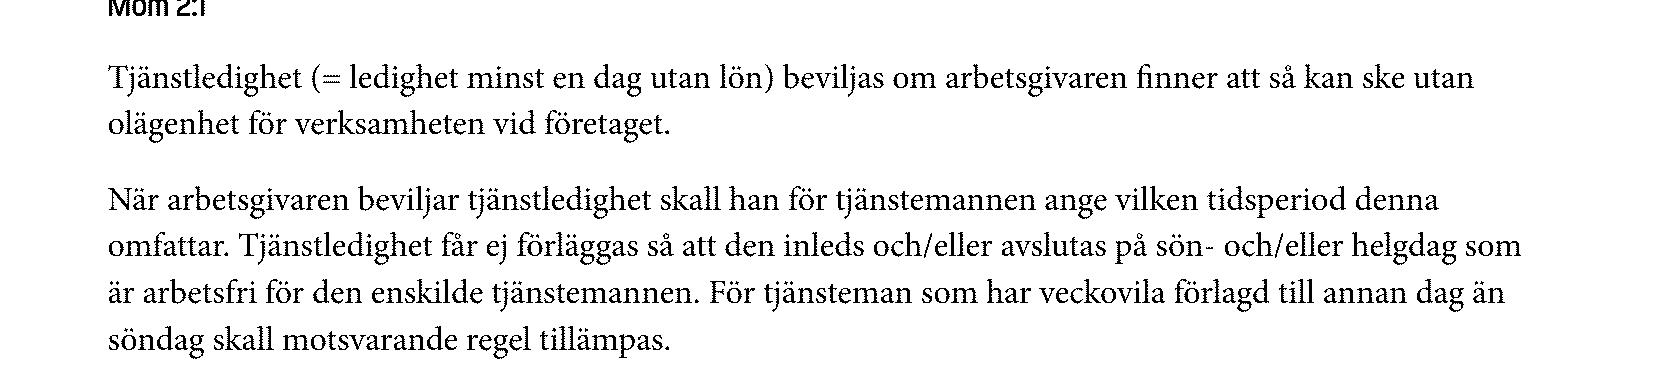 Mom 2:1
Tjänstledighet (= ledighet minst en dag utan lön) beviljas om arbetsgivaren finner att så kan ske utan
olägenhet för verksamheten vid företaget.
När arbetsgivaren beviljar tjänstledighet skall han för tjänstemannen ange vilken tidsperiod denna
omfattar. Tjänstledighet får ej förläggas så att den inleds och/eller avslutas på sön- och/eller helgdag som
är arbetsfri för den enskilde tjänstemannen. För tjänsteman som har veckovila förlagd till annan dag än
söndag skall motsvarande regel tillämpas.